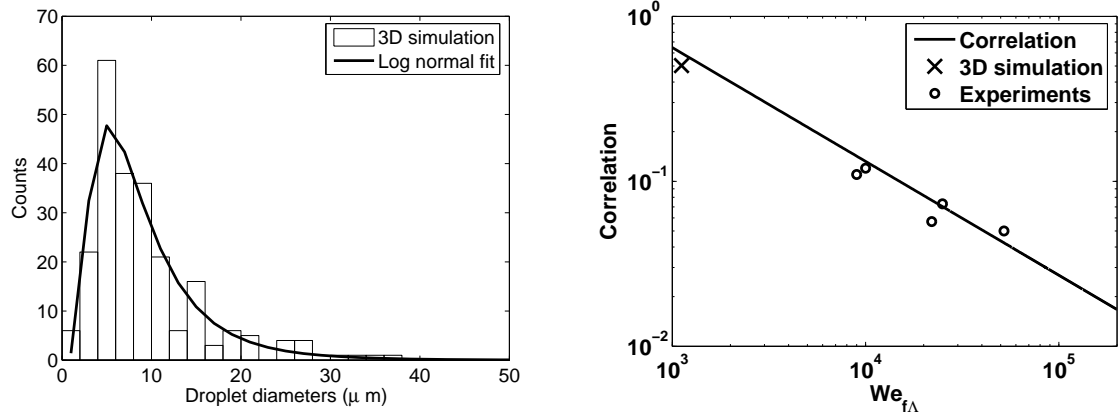 70
60
50
40
30
20
10
0
Counts
0 10 20 30 40 50
Droplet diameters (μ m)
3D simulation
Log normal fit
10^0
10^-1
10^-2
Correlation
10^3 10^4 10^5
We_fΛ
Correlation
3D simulation
Experiments